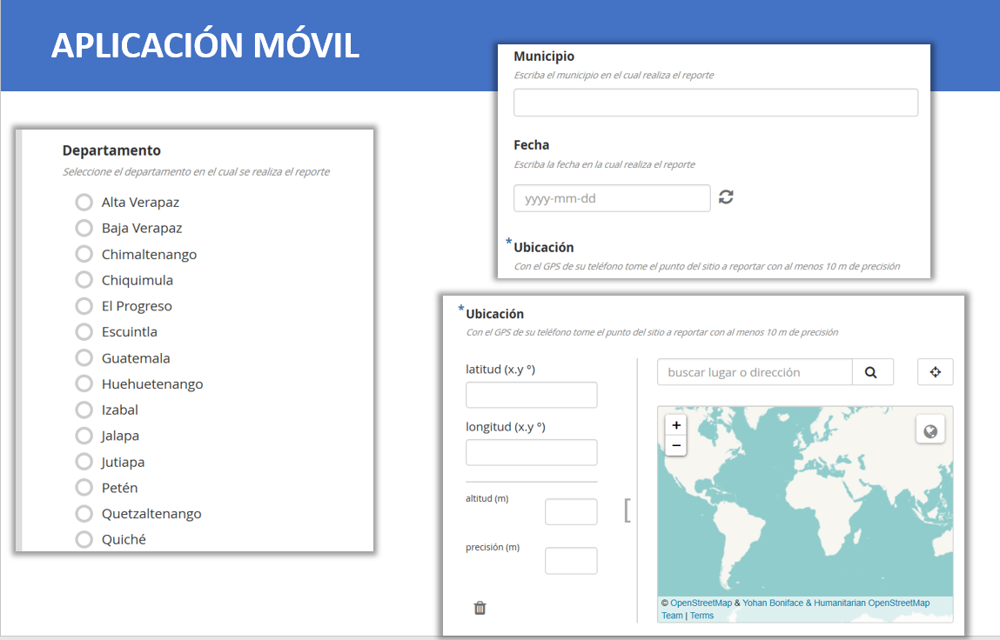 APLICACIÓN MÓVIL
Departamento
Seleccione el departamento en el cual se realiza el reporte
Alta Verapaz
Baja Verapaz
Chimaltenango
Chiquimula
El Progreso
Escuintla
Guatemala
Huehuetenango
Izabal
Jalapa
Jutiapa
Petén
Quetzaltenango
Quiché
Municipio
Escriba el municipio en el cual realiza el reporte
Fecha
Escriba la fecha en la cual realiza el reporte
yyyy-mm-dd
* Ubicación
Con el GPS de su teléfono tome el punto del sitio a reportar con al menos 10 m de precisión
* Ubicación
Con el GPS de su teléfono tome el punto del sitio a reportar con al menos 10 m de precisión
latitud (x.y °)
longitud (x.y °)
altitud (m)
precisión (m)
buscar lugar o dirección
+
−
© OpenStreetMap & Yohan Boniface & Humanitarian OpenStreetMap
Team | Terms